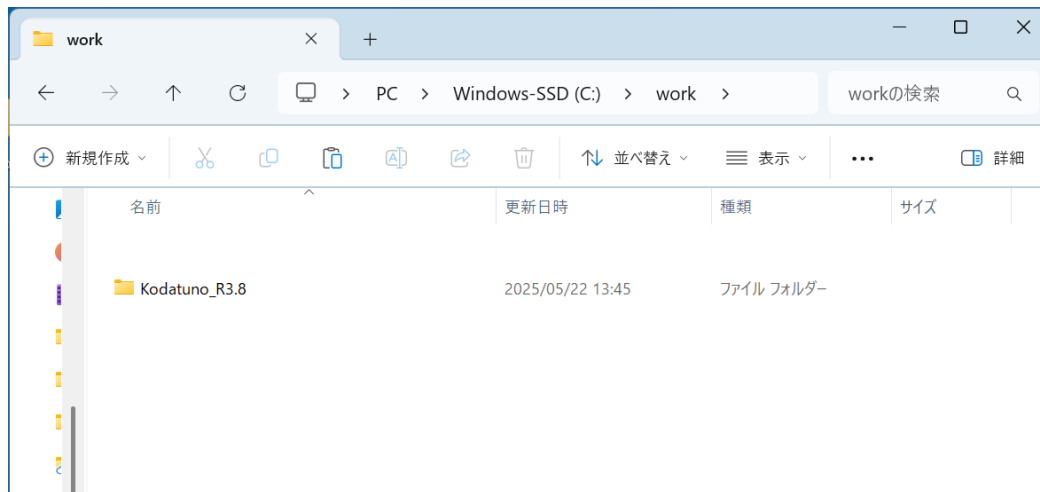 work
PC > Windows-SSD (C:) > work > workの検索
新規作成 並べ替え 表示 ... 詳細
名前 更新日時 種類 サイズ
Kodatuno_R3.8 2025/05/22 13:45 ファイル フォルダー